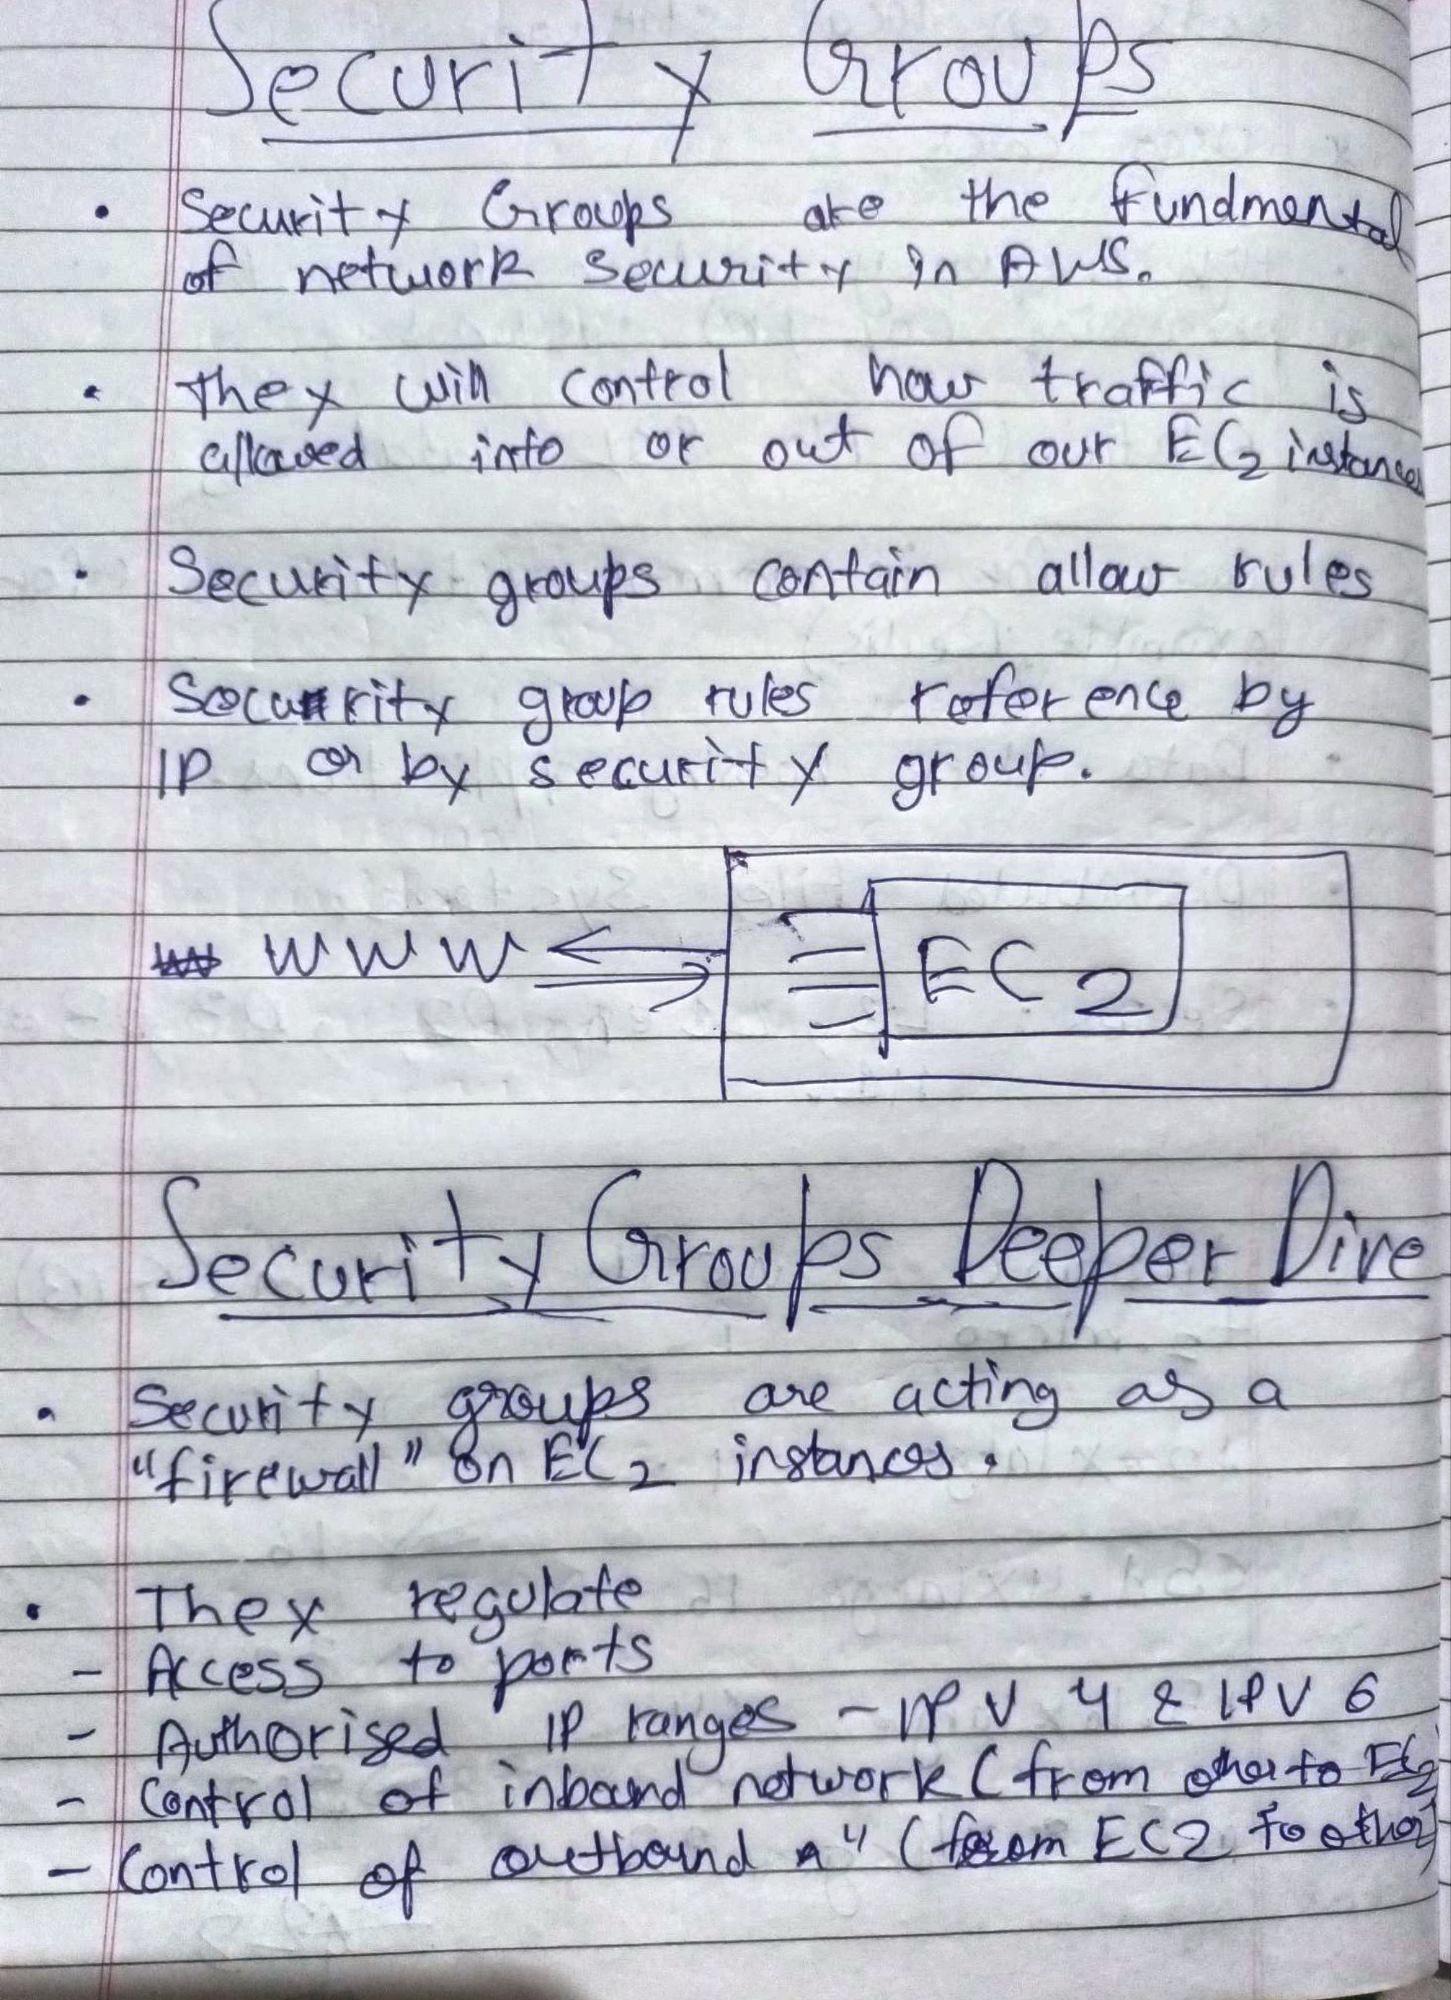 Security Groups
• Security Groups are the fundmental
of network security in AWS.
• They will control how traffic is
allowed into or out of our EC2 instances
• Security groups contain allow rules
• Security group rules reference by
IP or by security group.
WWW EC2
Security Groups Deeper Dive
• Security groups are acting as a
"firewall" on EC2 instances.
• They regulate
- Access to ports
- Authorised IP ranges - IP V 4 & IPV 6
- Control of inbound network (from other to EC2
- Control of outbound " (from EC2 to other)